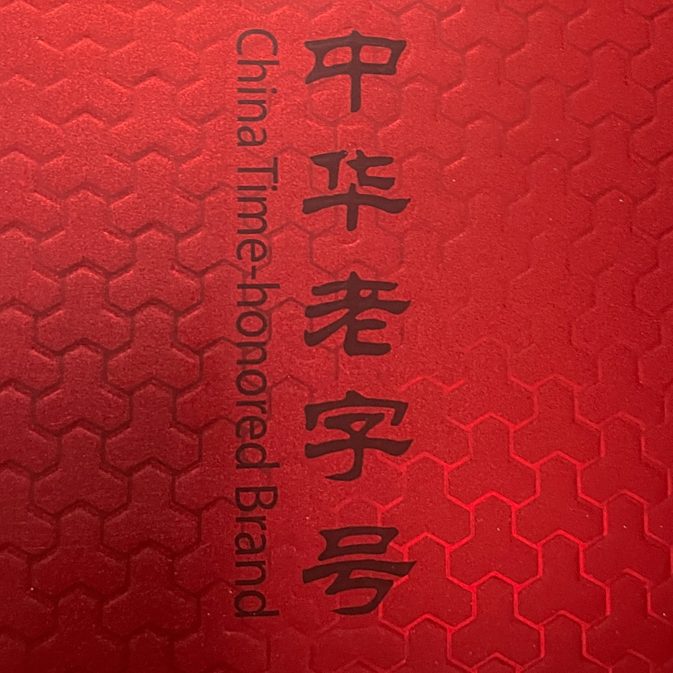 中华老字号
China Time-honored Brand